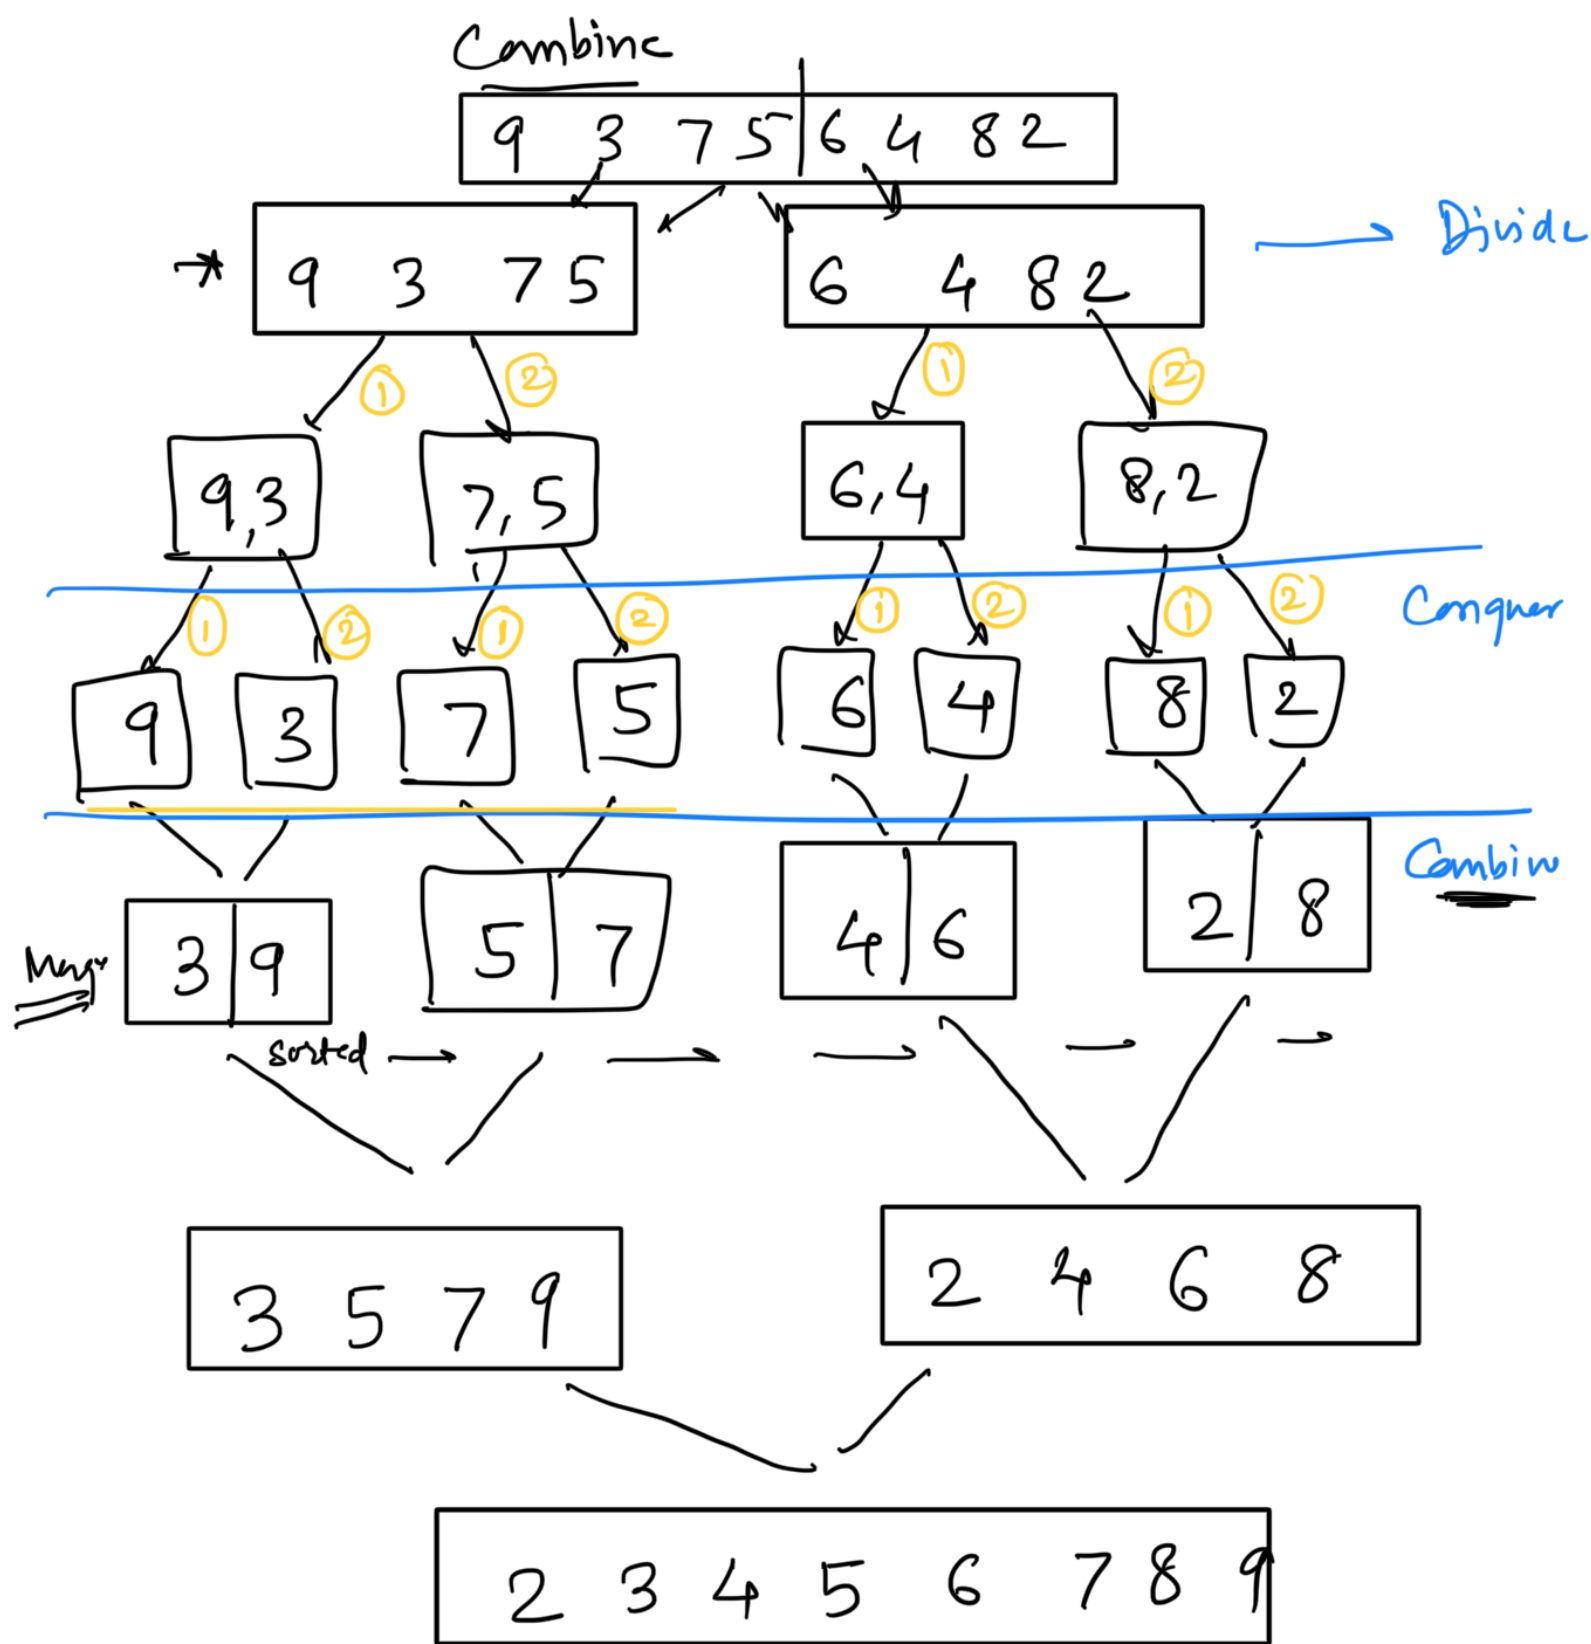 Combine
9 3 7 5 6 4 8 2
9 3 7 5
6 4 8 2
Divide
1 2 1 2
9,3
7,5
6,4
8,2
Conquer
1 2 1 2 1 2 1 2
9 3 7 5 6 4 8 2
Combine
Merge
3 9
5 7
4 6
2 8
sorted
3 5 7 9
2 4 6 8
2 3 4 5 6 7 8 9